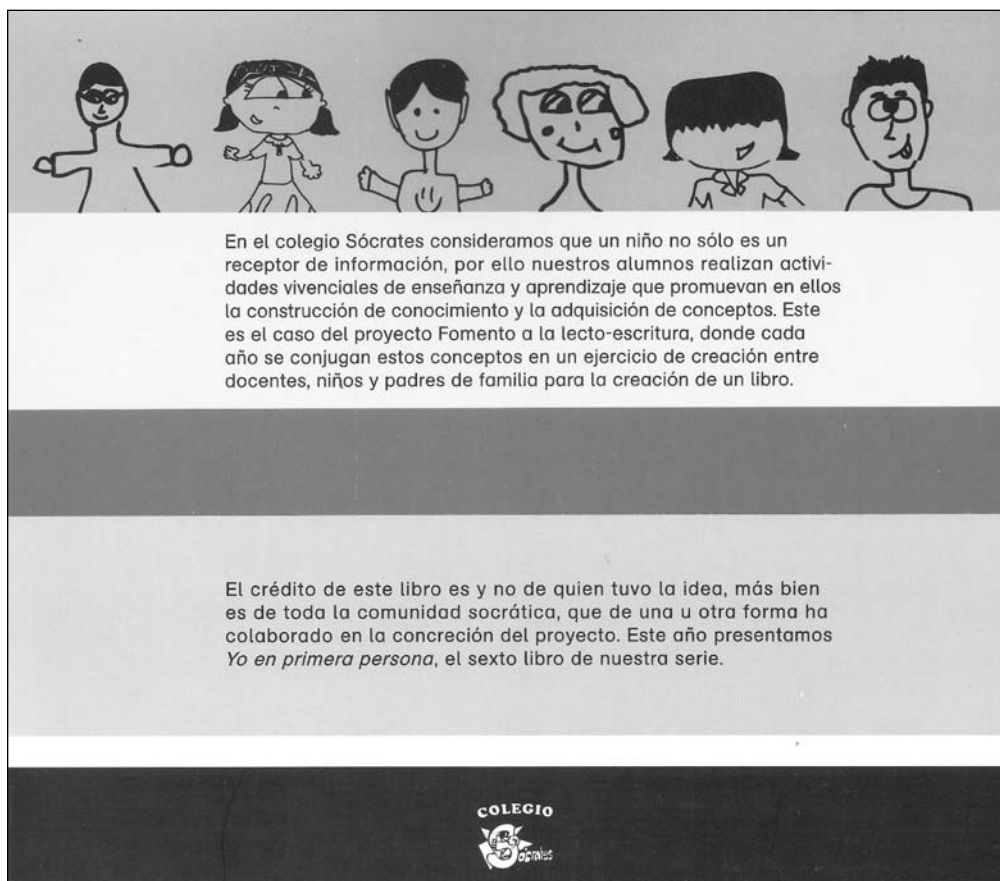 En el colegio Sócrates consideramos que un niño no sólo es un
receptor de información, por ello nuestros alumnos realizan activi-
dades vivenciales de enseñanza y aprendizaje que promuevan en ellos
la construcción de conocimiento y la adquisición de conceptos. Este
es el caso del proyecto Fomento a la lecto-escritura, donde cada
año se conjugan estos conceptos en un ejercicio de creación entre
docentes, niños y padres de familia para la creación de un libro.
El crédito de este libro es y no de quien tuvo la idea, más bien
es de toda la comunidad socrática, que de una u otra forma ha
colaborado en la concreción del proyecto. Este año presentamos
Yo en primera persona, el sexto libro de nuestra serie.
COLEGIO
Sócrates